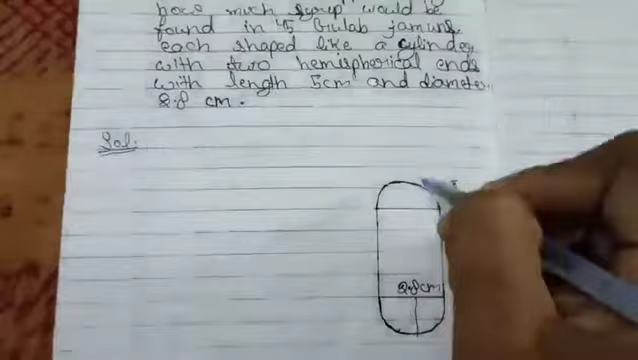 how much syrup would be
found in 45 Gulab jamuns
each shaped like a cylinder
with two hemispherical ends
with length 5cm and diameter
2.8 cm.
Sol.
2.8cm